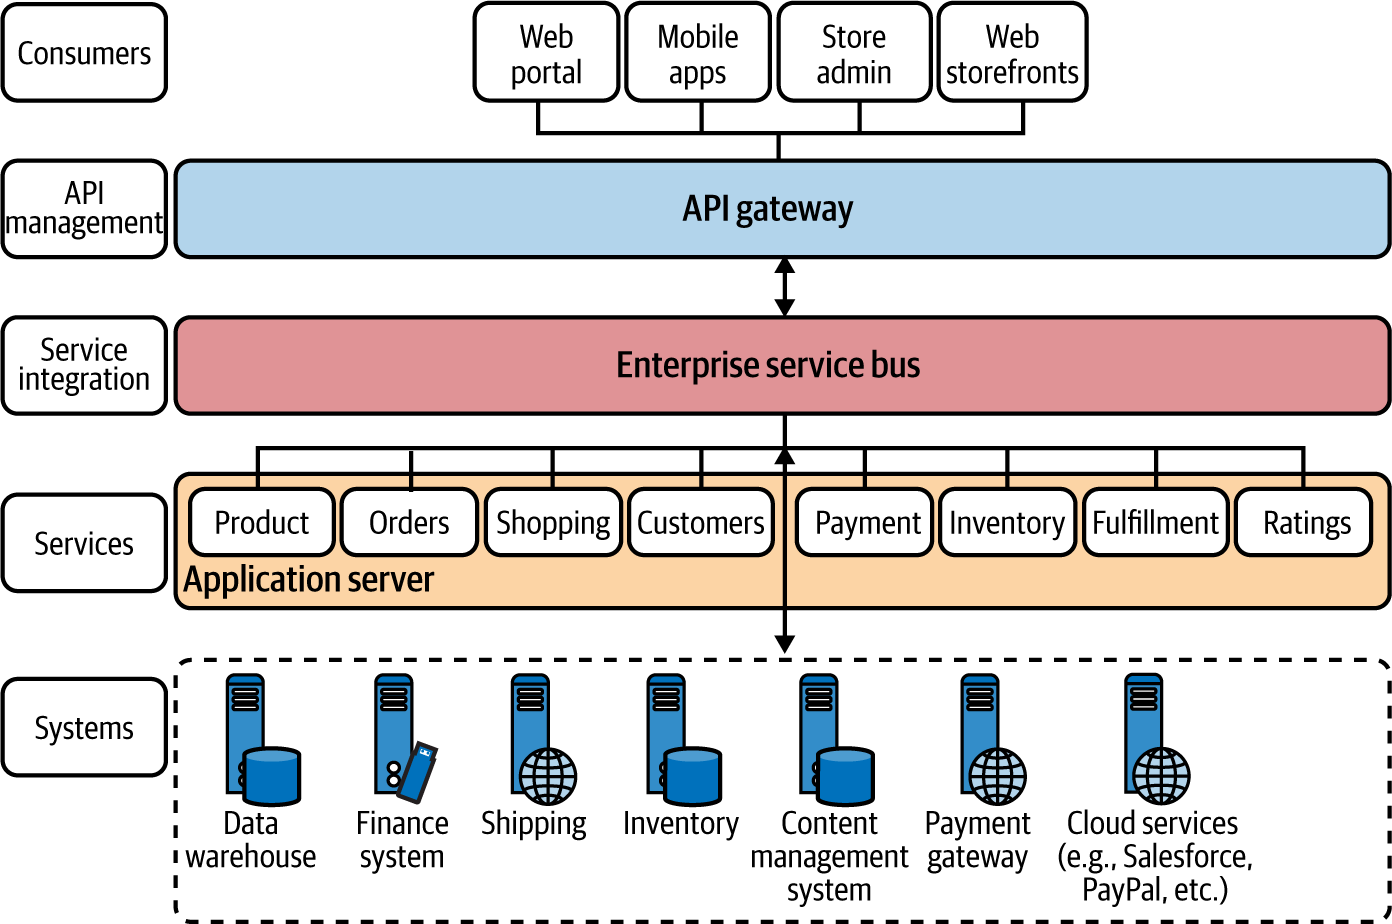 Consumers
Web
portal
Mobile
apps
Store
admin
Web
storefronts
API
management
API gateway
Service
integration
Enterprise service bus
Services
Product
Orders
Shopping
Customers
Payment
Inventory
Fulfillment
Ratings
Application server
Systems
Data
warehouse
Finance
system
Shipping
Inventory
Content
management
system
Payment
gateway
Cloud services
(e.g., Salesforce,
PayPal, etc.)